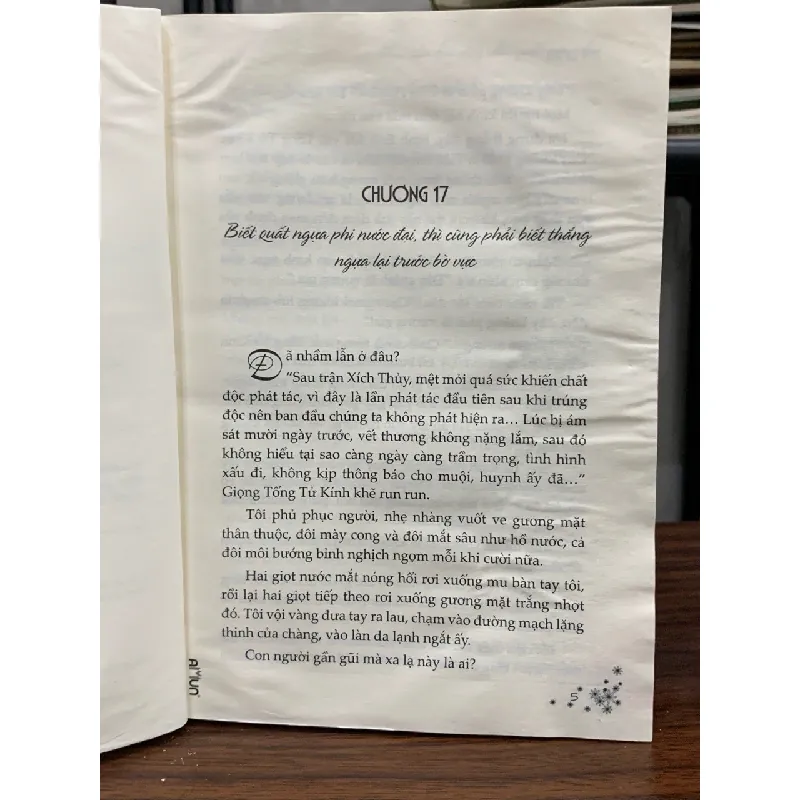 CHƯƠNG 17
Biết quất ngựa phi nước đại, thì cũng phải biết thắng
ngựa lại trước bờ vực
Đã nhầm lẫn ở đâu?
"Sau trận Xích Thủy, mệt mỏi quá sức khiến chất
độc phát tác, vì đây là lần phát tác đầu tiên sau khi trúng
độc nên ban đầu chúng ta không phát hiện ra… Lúc bị ám
sát mười ngày trước, vết thương không nặng lắm, sau đó
không hiểu tại sao càng ngày càng trầm trọng, tình hình
xấu đi, không kịp thông báo cho muội, huynh ấy đã…"
Giọng Tống Tử Kính khẽ run run.
Tôi phủ phục người, nhẹ nhàng vuốt ve gương mặt
thân thuộc, đôi mày cong và đôi mắt sâu như hồ nước, cả
đôi môi bướng bỉnh nghịch ngợm mỗi khi cười nữa.
Hai giọt nước mắt nóng hổi rơi xuống mu bàn tay tôi,
rồi lại hai giọt tiếp theo rơi xuống gương mặt trắng nhợt
đó. Tôi vội vàng đưa tay ra lau, chạm vào đường mạch lặng
thinh của chàng, vào làn da lạnh ngắt ấy.
Con người gần gũi mà xa lạ này là ai?
5